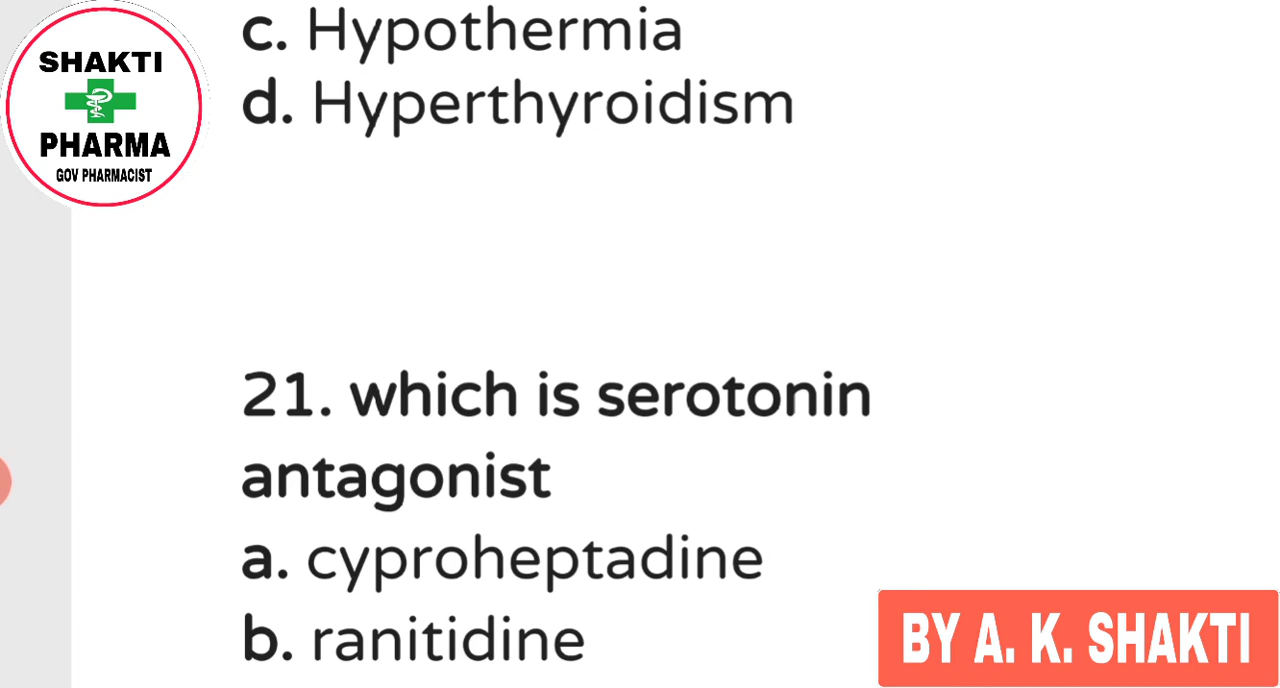 SHAKTI
PHARMA
GOV PHARMACIST
c. Hypothermia
d. Hyperthyroidism
21. which is serotonin
antagonist
a. cyproheptadine
b. ranitidine
BY A. K. SHAKTI